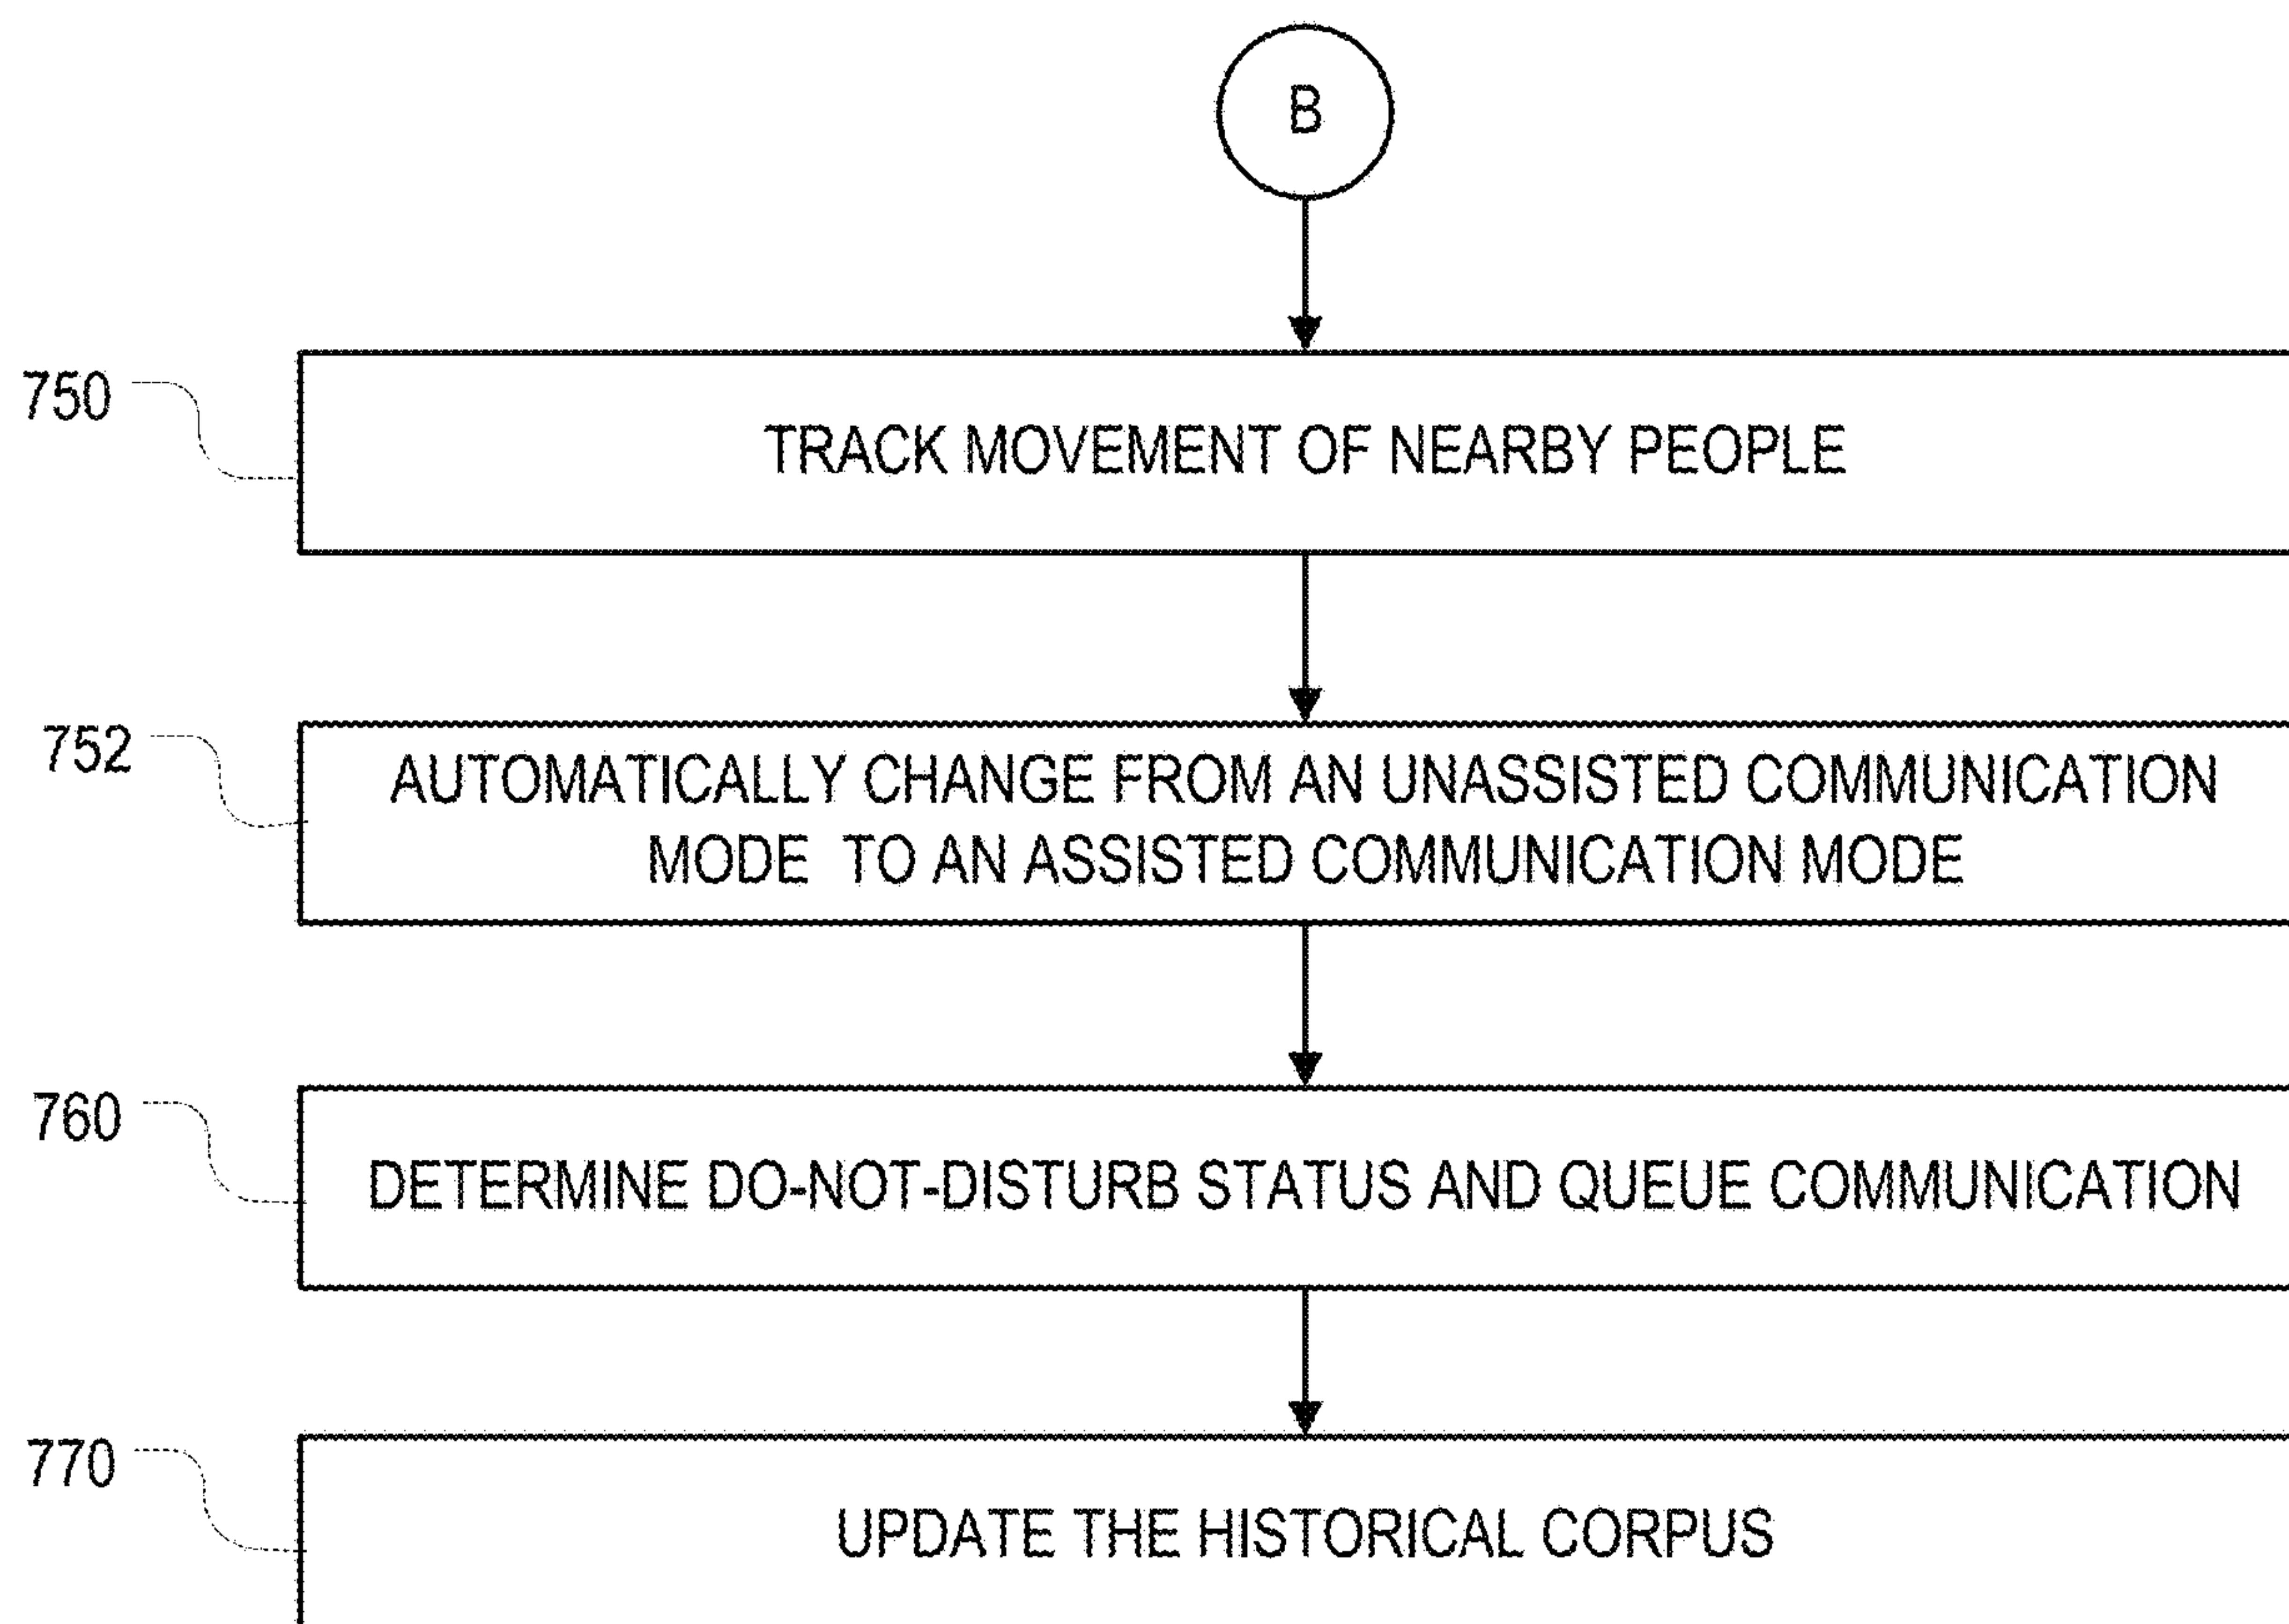 B
750
TRACK MOVEMENT OF NEARBY PEOPLE
752
AUTOMATICALLY CHANGE FROM AN UNASSISTED COMMUNICATION
MODE TO AN ASSISTED COMMUNICATION MODE
760
DETERMINE DO-NOT-DISTURB STATUS AND QUEUE COMMUNICATION
770
UPDATE THE HISTORICAL CORPUS